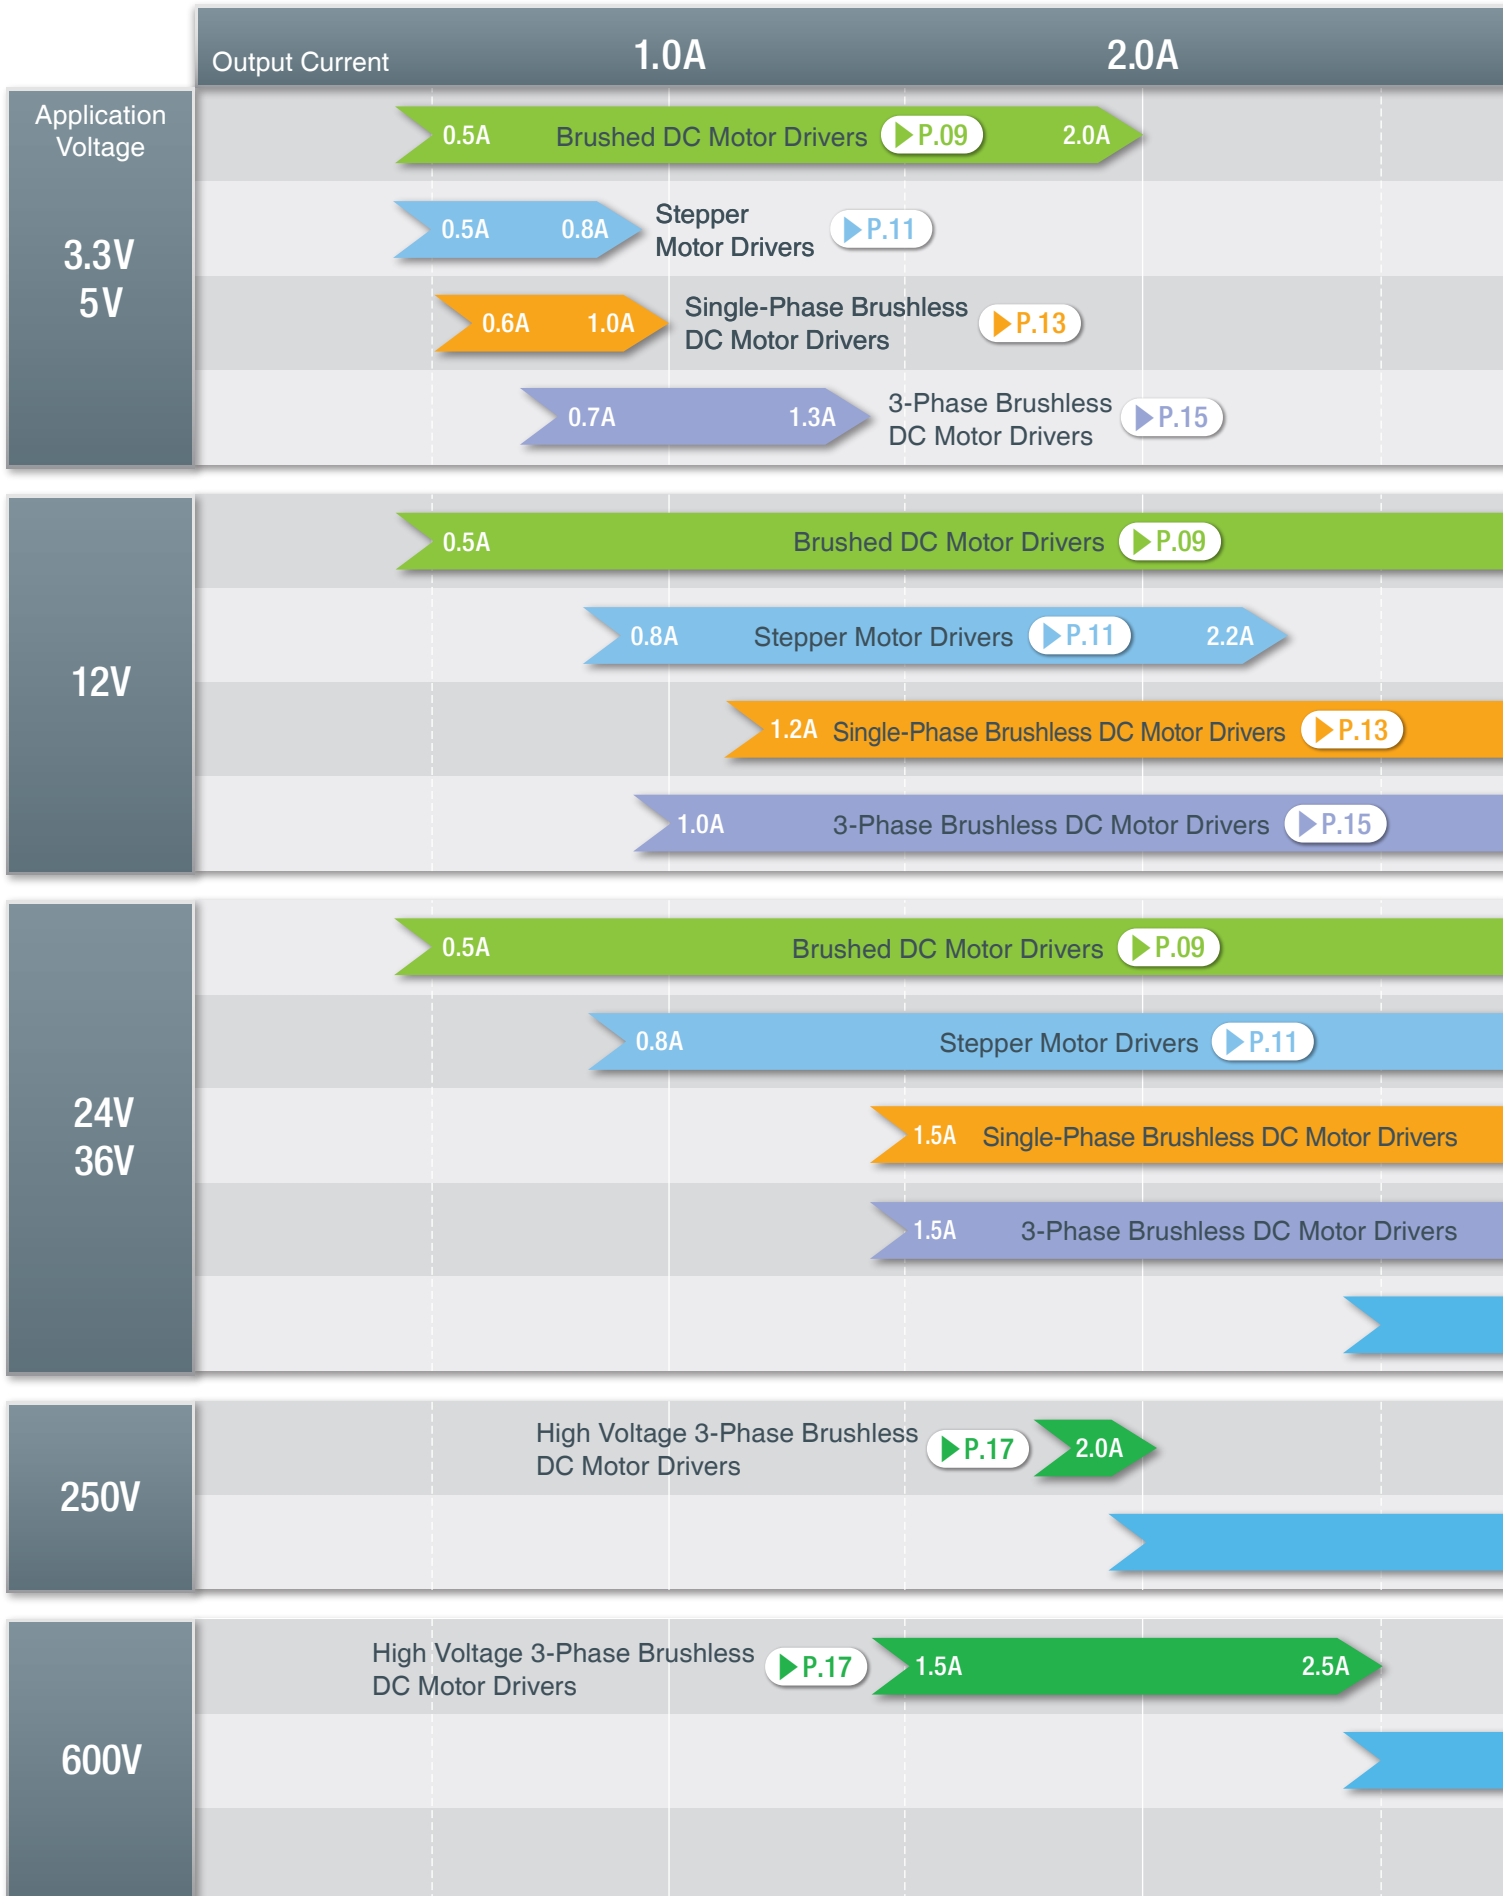 Output Current 1.0A 2.0A
Application
Voltage
3.3V
5V
0.5A Brushed DC Motor Drivers P.09 2.0A
0.5A 0.8A Stepper
Motor Drivers P.11
0.6A 1.0A Single-Phase Brushless
DC Motor Drivers P.13
0.7A 1.3A 3-Phase Brushless
DC Motor Drivers P.15
12V
0.5A Brushed DC Motor Drivers P.09
0.8A Stepper Motor Drivers P.11 2.2A
1.2A Single-Phase Brushless DC Motor Drivers P.13
1.0A 3-Phase Brushless DC Motor Drivers P.15
24V
36V
0.5A Brushed DC Motor Drivers P.09
0.8A Stepper Motor Drivers P.11
1.5A Single-Phase Brushless DC Motor Drivers
1.5A 3-Phase Brushless DC Motor Drivers
250V
High Voltage 3-Phase Brushless
DC Motor Drivers P.17 2.0A
600V
High Voltage 3-Phase Brushless
DC Motor Drivers P.17 1.5A 2.5A